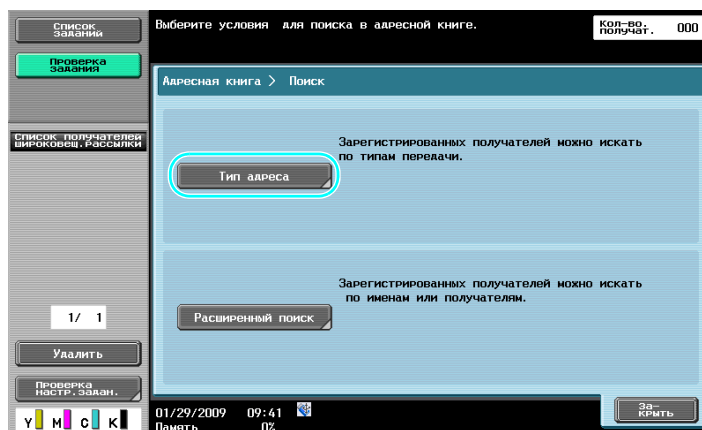 Список
заданий
Выберите условия для поиска в адресной книге.
Кол-во.
получат.
000
Проверка
задания
Адресная книга > Поиск
Список получателей
широковещ.рассылки
Зарегистрированных получателей можно искать
по типам передачи.
Тип адреса
Зарегистрированных получателей можно искать
по именам или получателям.
Расширенный поиск
1/ 1
Удалить
Проверка
настр.задан.
За-
крыть
01/29/2009 09:41
Память 0%
Y M C K